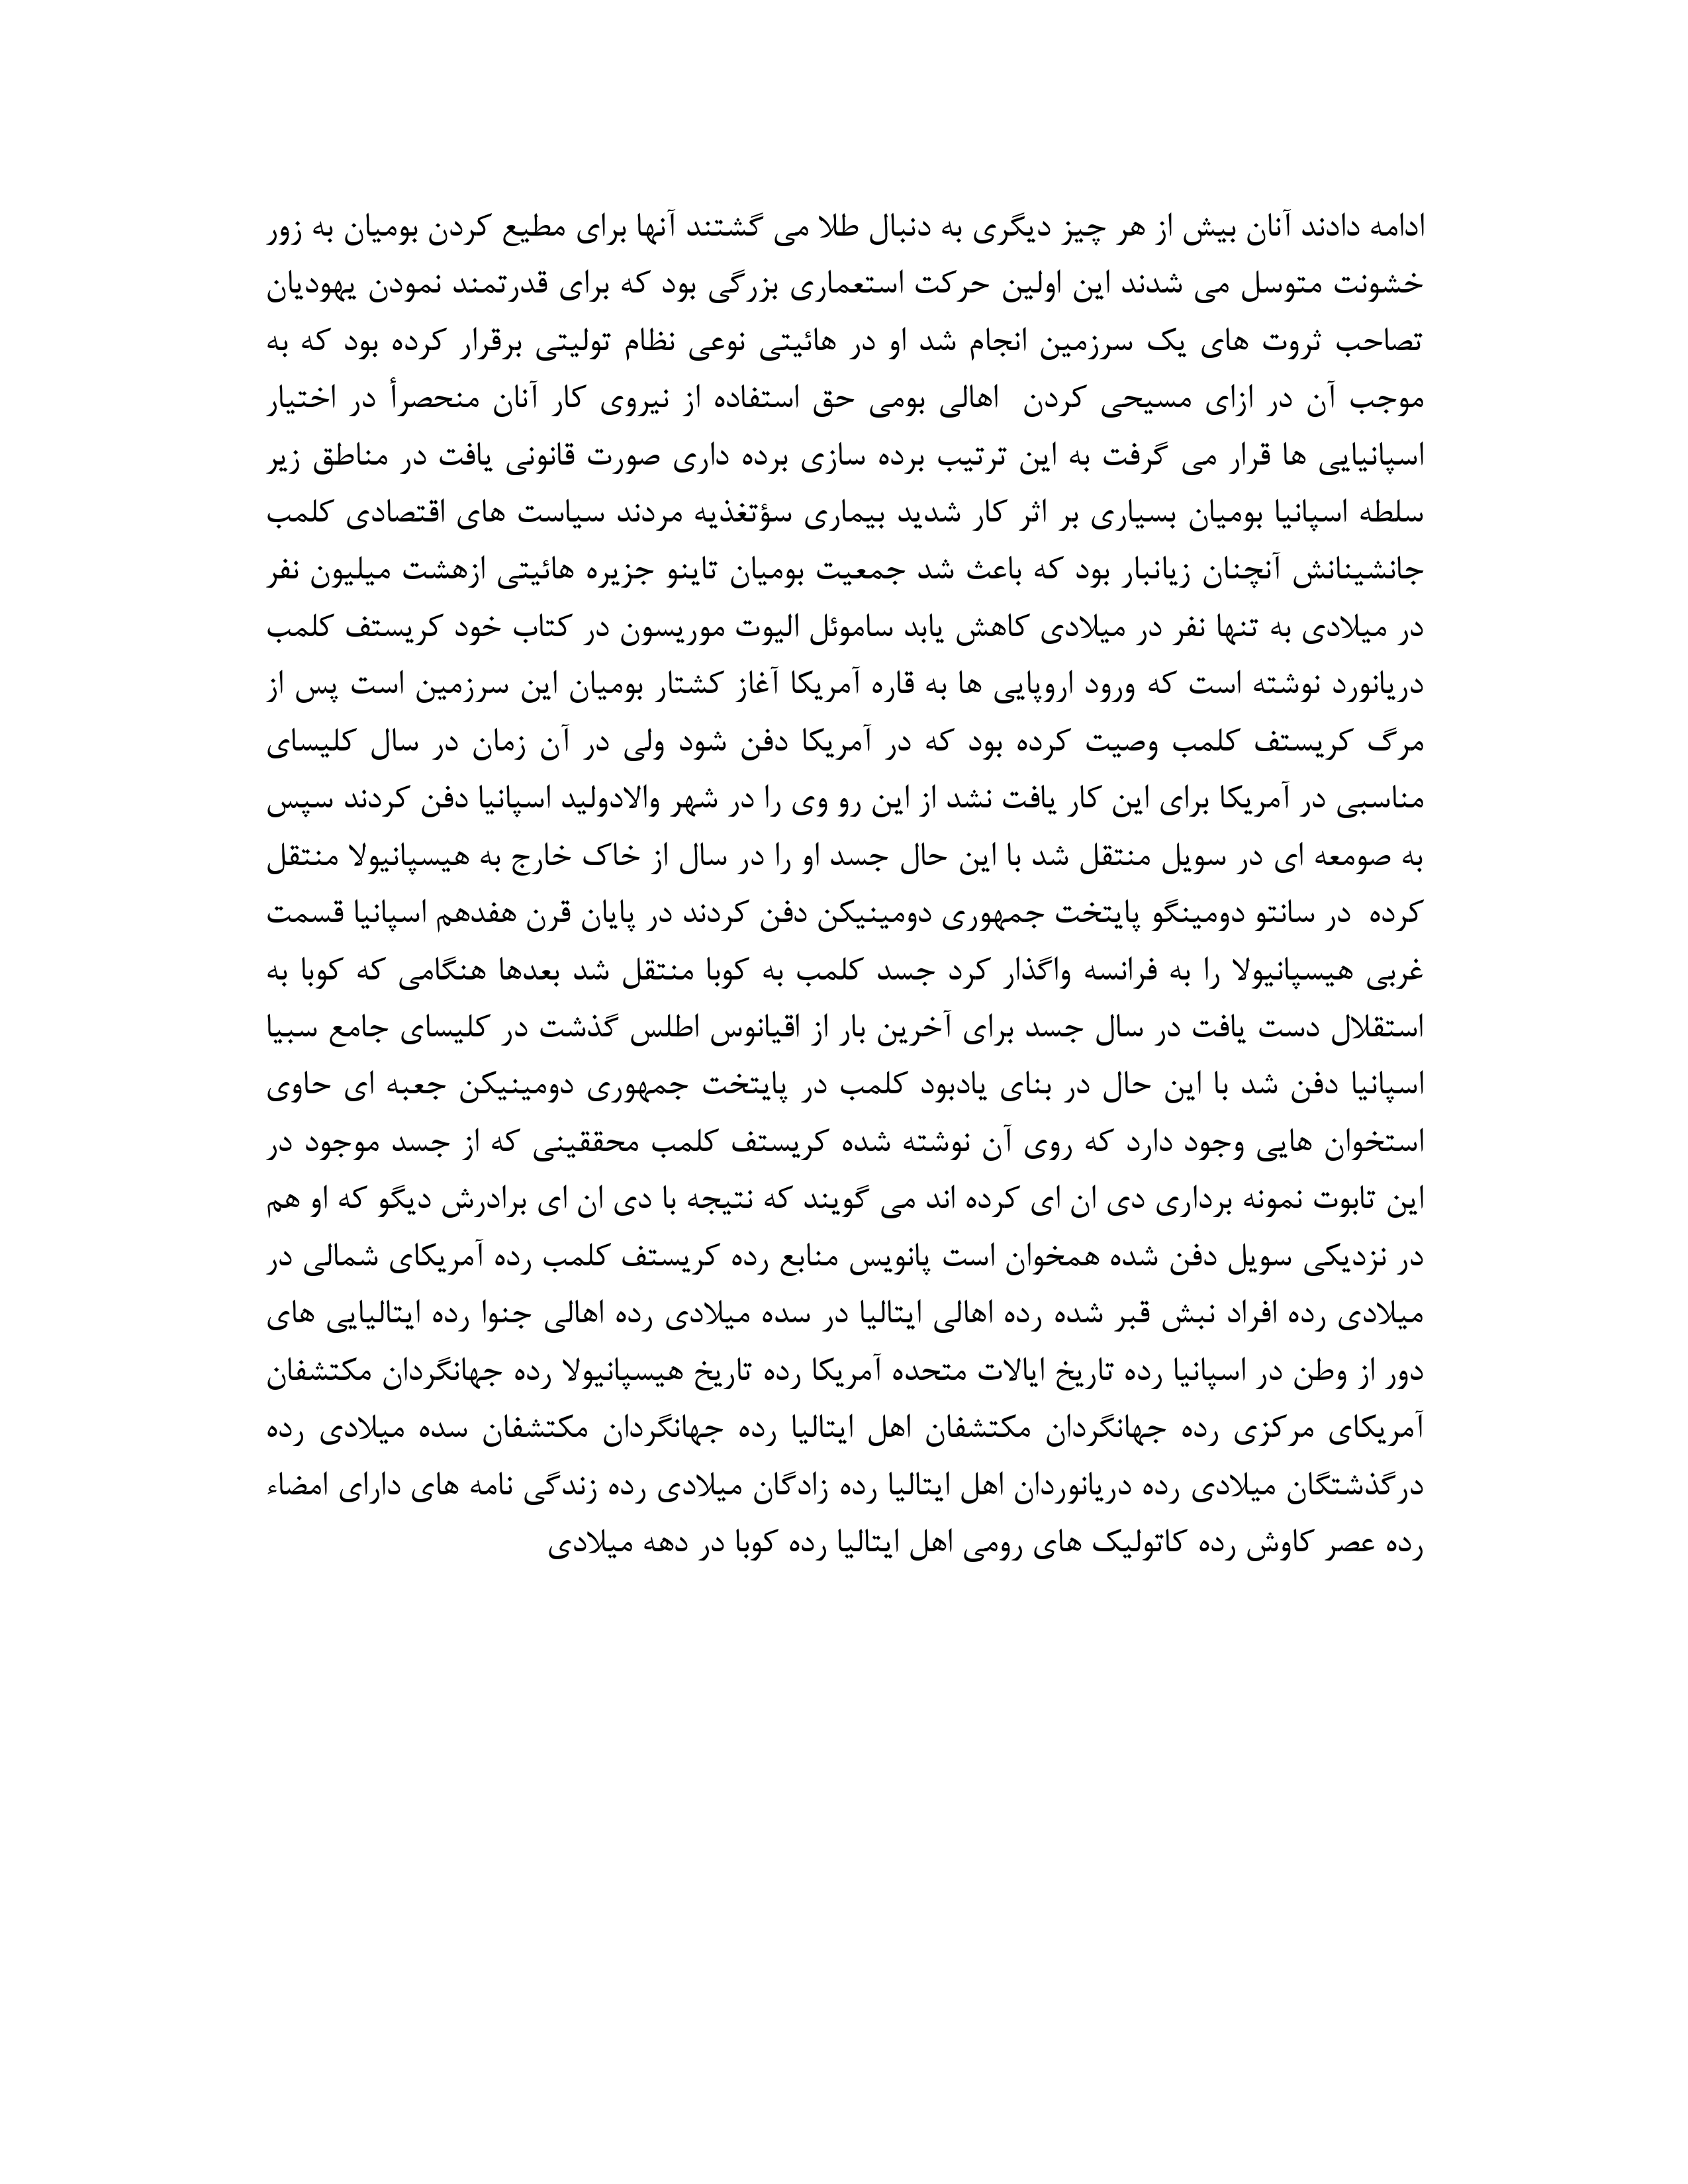 ادامه دادند آنان بیش از هر چیز دیگری به دنبال طلا می گشتند آنها برای مطیع کردن بومیان به زور
خشونت متوسل می شدند این اولین حرکت استعماری بزرگی بود که برای قدرتمند نمودن یهودیان
تصاحب ثروت های یک سرزمین انجام شد او در هائیتی نوعی نظام تولیتی برقرار کرده بود که به
موجب آن در ازای مسیحی کردن اهالی بومی حق استفاده از نیروی کار آنان منحصرأ در اختیار
اسپانیایی ها قرار می گرفت به این ترتیب برده سازی برده داری صورت قانونی یافت در مناطق زیر
سلطه اسپانیا بومیان بسیاری بر اثر کار شدید بیماری سؤتغذیه مردند سیاست های اقتصادی کلمب
جانشینانش آنچنان زیانبار بود که باعث شد جمعیت بومیان تاینو جزیره هائیتی ازهشت میلیون نفر
در میلادی به تنها نفر در میلادی کاهش یابد ساموئل الیوت موریسون در کتاب خود کریستف کلمب
دریانورد نوشته است که ورود اروپایی ها به قاره آمریکا آغاز کشتار بومیان این سرزمین است پس از
مرگ کریستف کلمب وصیت کرده بود که در آمریکا دفن شود ولی در آن زمان در سال کلیسای
مناسبی در آمریکا برای این کار یافت نشد از این رو وی را در شهر والادولید اسپانیا دفن کردند سپس
به صومعه ای در سویل منتقل شد با این حال جسد او را در سال از خاک خارج به هیسپانیولا منتقل
کرده در سانتو دومینگو پایتخت جمهوری دومینیکن دفن کردند در پایان قرن هفدهم اسپانیا قسمت
غربی هیسپانیولا را به فرانسه واگذار کرد جسد کلمب به کوبا منتقل شد بعدها هنگامی که کوبا به
استقلال دست یافت در سال جسد برای آخرین بار از اقیانوس اطلس گذشت در کلیسای جامع سبیا
اسپانیا دفن شد با این حال در بنای یادبود کلمب در پایتخت جمهوری دومینیکن جعبه ای حاوی
استخوان هایی وجود دارد که روی آن نوشته شده کریستف کلمب محققینی که از جسد موجود در
این تابوت نمونه برداری دی ان ای کرده اند می گویند که نتیجه با دی ان ای برادرش دیگو که او هم
در نزدیکی سویل دفن شده همخوان است پانویس منابع رده کریستف کلمب رده آمریکای شمالی در
میلادی رده افراد نبش قبر شده رده اهالی ایتالیا در سده میلادی رده اهالی جنوا رده ایتالیایی های
دور از وطن در اسپانیا رده تاریخ ایالات متحده آمریکا رده تاریخ هیسپانیولا رده جهانگردان مکتشفان
آمریکای مرکزی رده جهانگردان مکتشفان اهل ایتالیا رده جهانگردان مکتشفان سده میلادی رده
درگذشتگان میلادی رده دریانوردان اهل ایتالیا رده زادگان میلادی رده زندگی نامه های دارای امضاء
رده عصر کاوش رده کاتولیک های رومی اهل ایتالیا رده کوبا در دهه میلادی